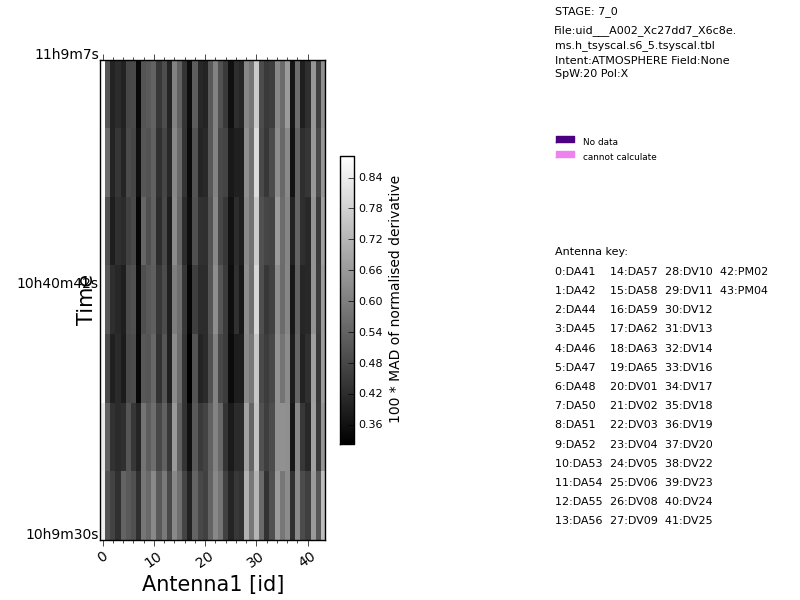 STAGE: 7_0
File:uid___A002_Xc27dd7_X6c8e.
ms.h_tsyscal.s6_5.tsyscal.tbl
Intent:ATMOSPHERE Field:None
SpW:20 Pol:X
No data
cannot calculate
11h9m7s
10h9m30s
Time
0 10 20 30 40
Antenna1 [id]
0.84
0.78
0.72
0.66
0.60
0.54
0.48
0.42
0.36
100 * MAD of normalised derivative
Antenna key:
0:DA41 14:DA57 28:DV10 42:PM02
1:DA42 15:DA58 29:DV11 43:PM04
2:DA44 16:DA59 30:DV12
3:DA45 17:DA62 31:DV13
4:DA46 18:DA63 32:DV14
5:DA47 19:DA65 33:DV16
6:DA48 20:DV01 34:DV17
7:DA50 21:DV02 35:DV18
8:DA51 22:DV03 36:DV19
9:DA52 23:DV04 37:DV20
10:DA53 24:DV05 38:DV22
11:DA54 25:DV06 39:DV23
12:DA55 26:DV08 40:DV24
13:DA56 27:DV09 41:DV25